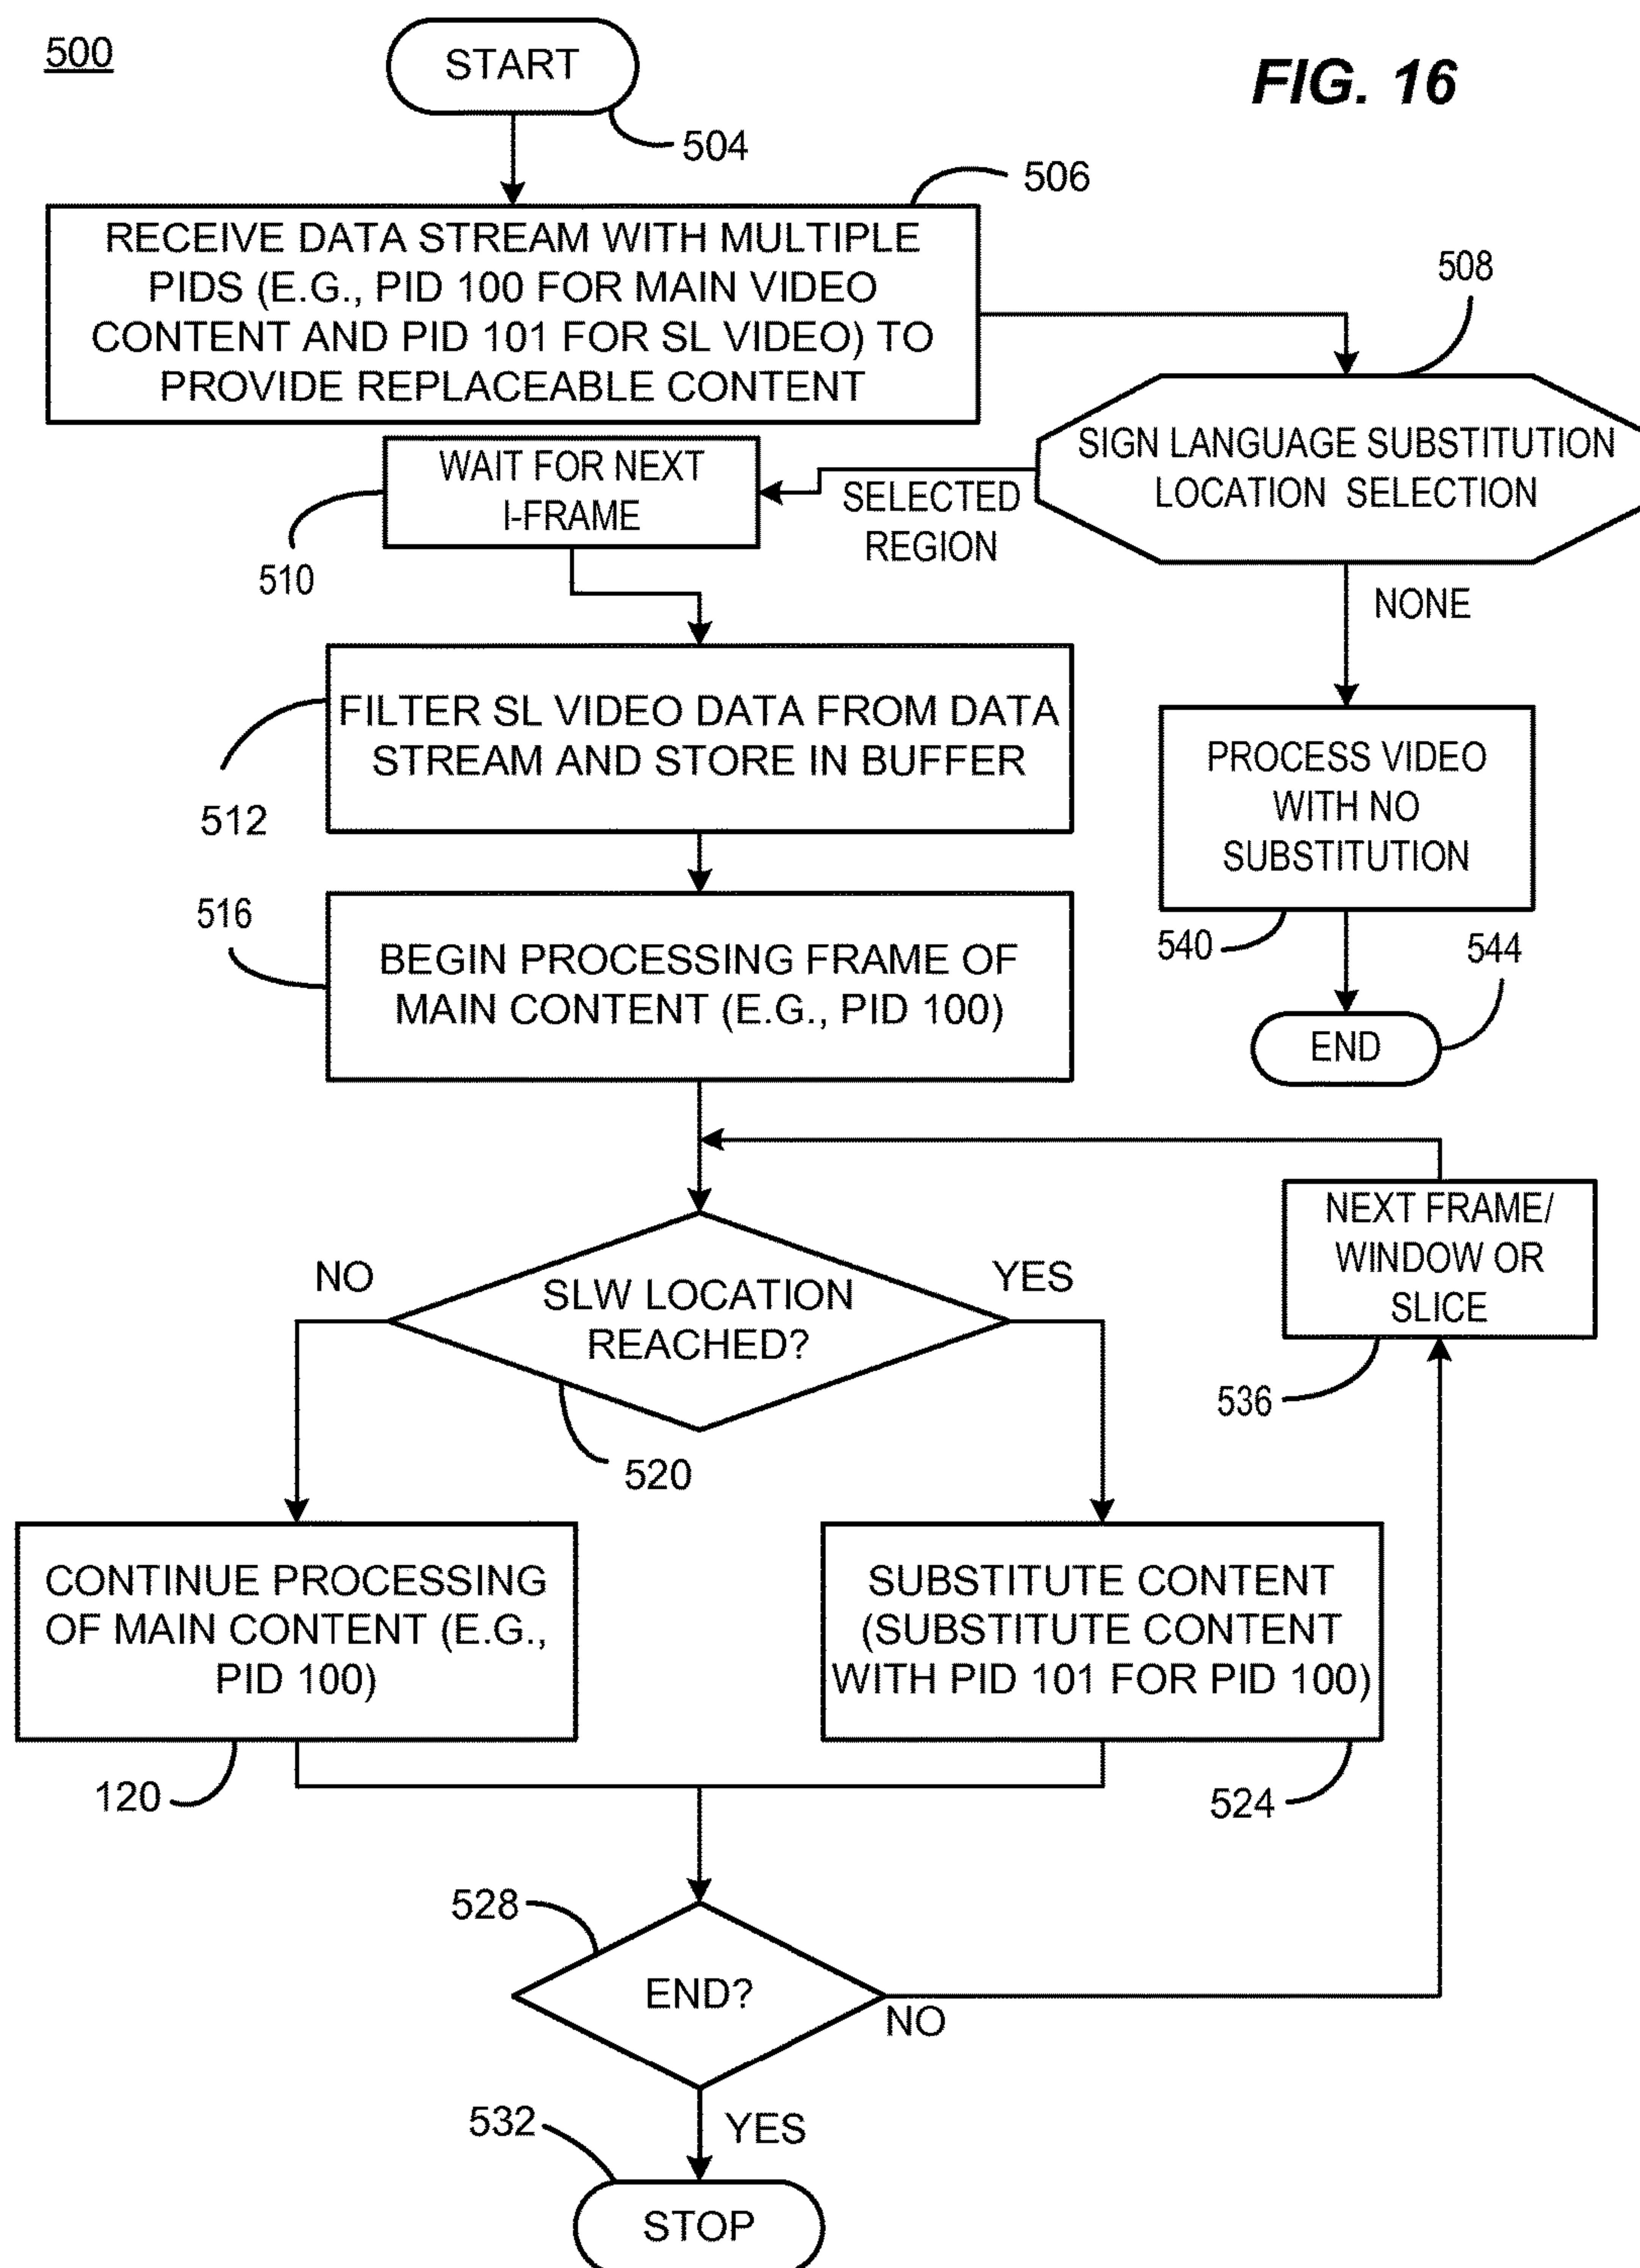 500
START
FIG. 16
504
506
RECEIVE DATA STREAM WITH MULTIPLE
PIDS (E.G., PID 100 FOR MAIN VIDEO
CONTENT AND PID 101 FOR SL VIDEO) TO
PROVIDE REPLACEABLE CONTENT
508
SIGN LANGUAGE SUBSTITUTION
LOCATION SELECTION
WAIT FOR NEXT
I-FRAME
SELECTED
REGION
510
NONE
FILTER SL VIDEO DATA FROM DATA
STREAM AND STORE IN BUFFER
512
PROCESS VIDEO
WITH NO
SUBSTITUTION
516
540
544
BEGIN PROCESSING FRAME OF
MAIN CONTENT (E.G., PID 100)
END
NEXT FRAME/
WINDOW OR
SLICE
NO
YES
SLW LOCATION
REACHED?
536
520
CONTINUE PROCESSING
OF MAIN CONTENT (E.G.,
PID 100)
SUBSTITUTE CONTENT
(SUBSTITUTE CONTENT
WITH PID 101 FOR PID 100)
120
524
528
END?
NO
532
YES
STOP